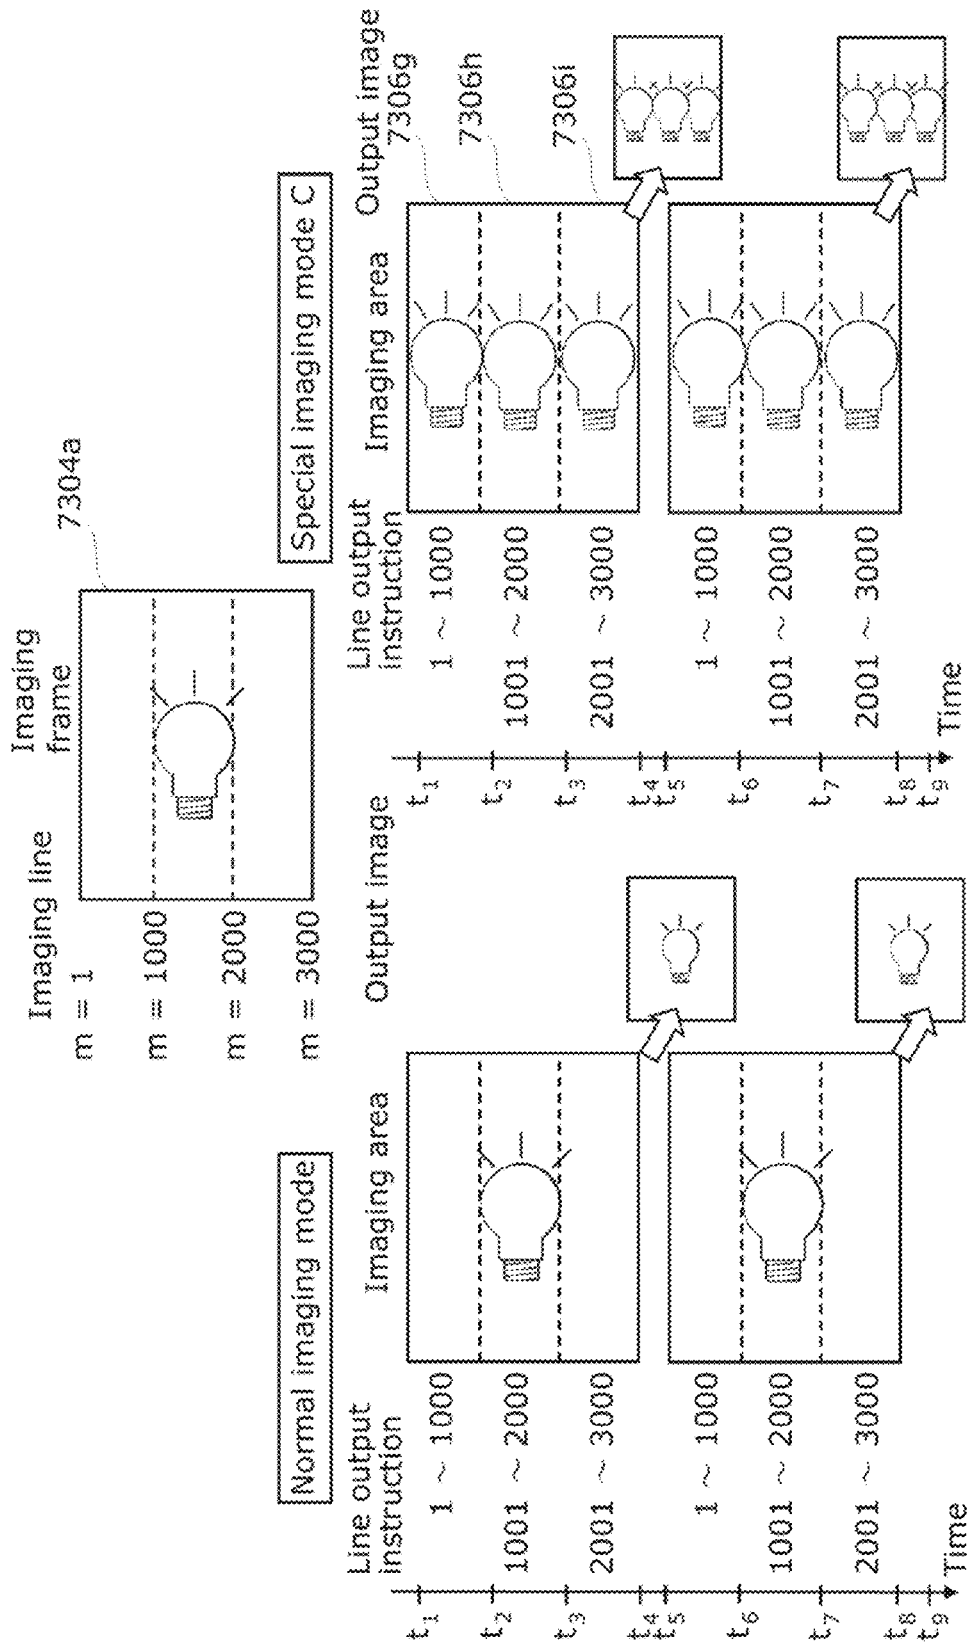 Imaging line
Imaging
frame
7304a
m = 1
m = 1000
m = 2000
m = 3000
Normal imaging mode
Line output
instruction
Imaging area
Output image
t1
1 ~ 1000
t2
1001 ~ 2000
t3
2001 ~ 3000
t4
t5
1 ~ 1000
t6
1001 ~ 2000
t7
2001 ~ 3000
t8
t9
Time
Special imaging mode C
Line output
instruction
Imaging area
Output image
7306g
7306h
7306i
t1
1 ~ 1000
t2
1001 ~ 2000
t3
2001 ~ 3000
t4
t5
1 ~ 1000
t6
1001 ~ 2000
t7
2001 ~ 3000
t8
t9
Time